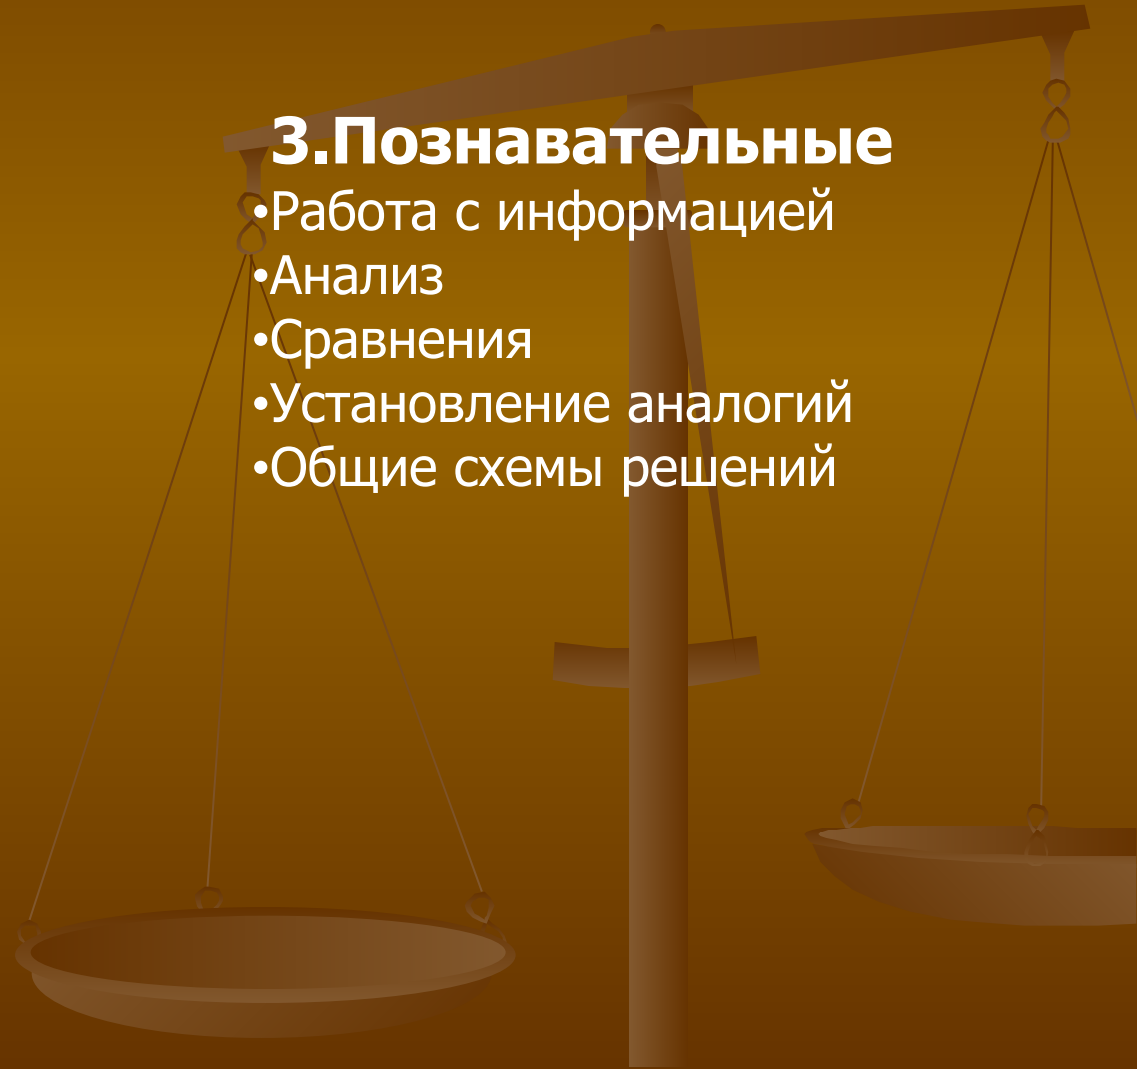 3.Познавательные
•Работа с информацией
•Анализ
•Сравнения
•Установление аналогий
•Общие схемы решений